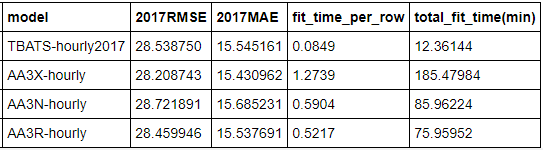 model 2017RMSE 2017MAE fit_time_per_row total_fit_time(min)
TBATS-hourly2017 28.538750 15.545161 0.0849 12.36144
AA3X-hourly 28.208743 15.430962 1.2739 185.47984
AA3N-hourly 28.721891 15.685231 0.5904 85.96224
AA3R-hourly 28.459946 15.537691 0.5217 75.95952